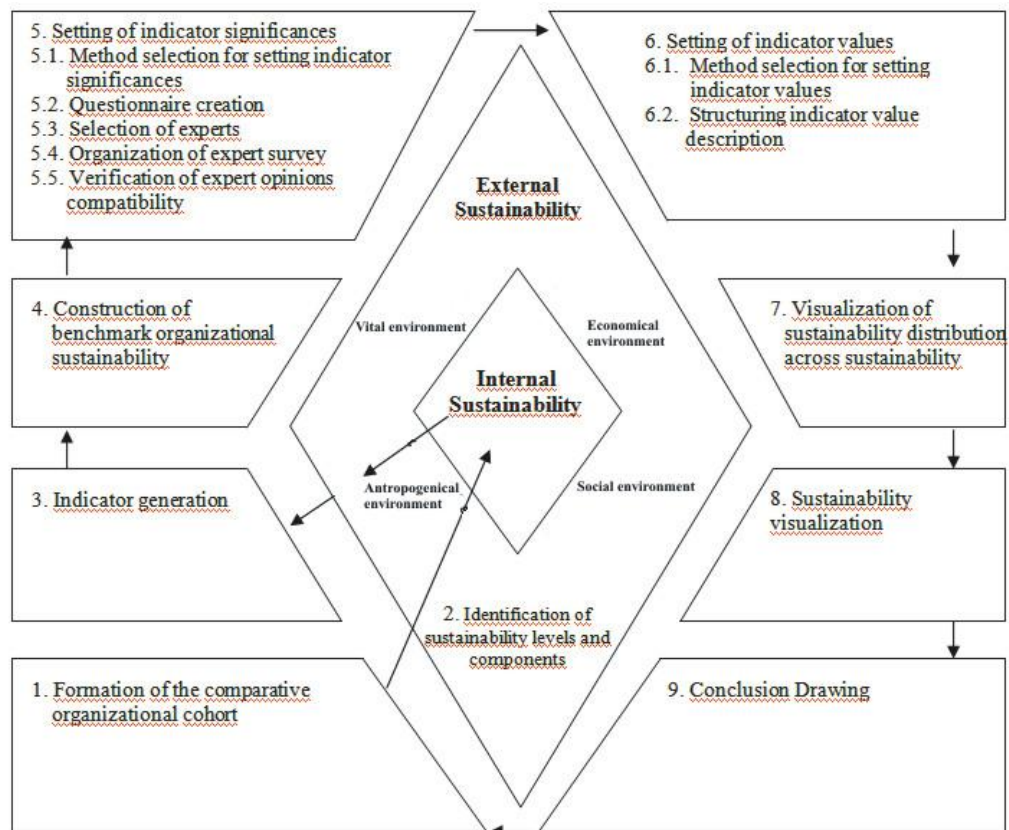 5. Setting of indicator significances
5.1. Method selection for setting indicator
significances
5.2. Questionnaire creation
5.3. Selection of experts
5.4. Organization of expert survey
5.5. Verification of expert opinions
compatibility
6. Setting of indicator values
6.1. Method selection for setting
indicator values
6.2. Structuring indicator value
description
External
Sustainability
4. Construction of
benchmark organizational
sustainability
Vital environment
Economical
environment
7. Visualization of
sustainability distribution
across sustainability
Internal
Sustainability
3. Indicator generation
Antropogenical
environment
Social environment
8. Sustainability
visualization
2. Identification of
sustainability levels and
components
1. Formation of the comparative
organizational cohort
9. Conclusion Drawing